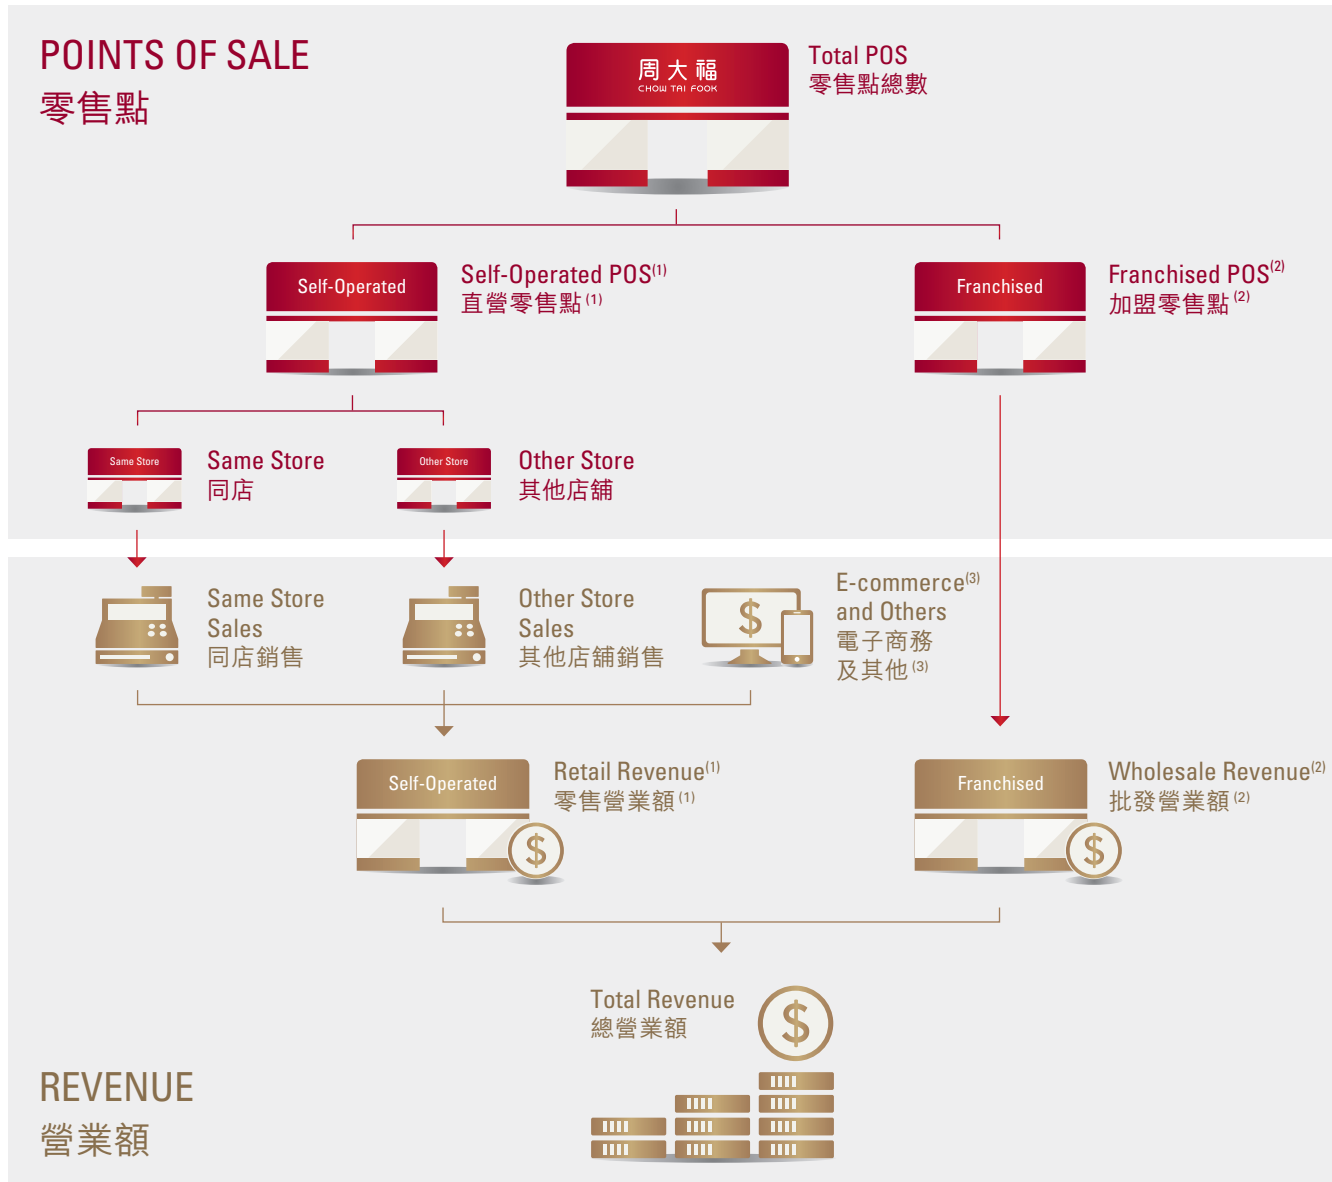 POINTS OF SALE
零售點
周大福
CHOW TAI FOOK
Total POS
零售點總數
Self-Operated
Self-Operated POS(1)
直營零售點(1)
Franchised
Franchised POS(2)
加盟零售點(2)
Same Store
Same Store
同店
Other Store
Other Store
其他店舖
Same Store
Sales
同店銷售
Other Store
Sales
其他店舖銷售
$
E-commerce(3)
and Others
電子商務
及其他(3)
Self-Operated
$
Retail Revenue(1)
零售營業額(1)
Franchised
$
Wholesale Revenue(2)
批發營業額(2)
Total Revenue
總營業額
$
REVENUE
營業額